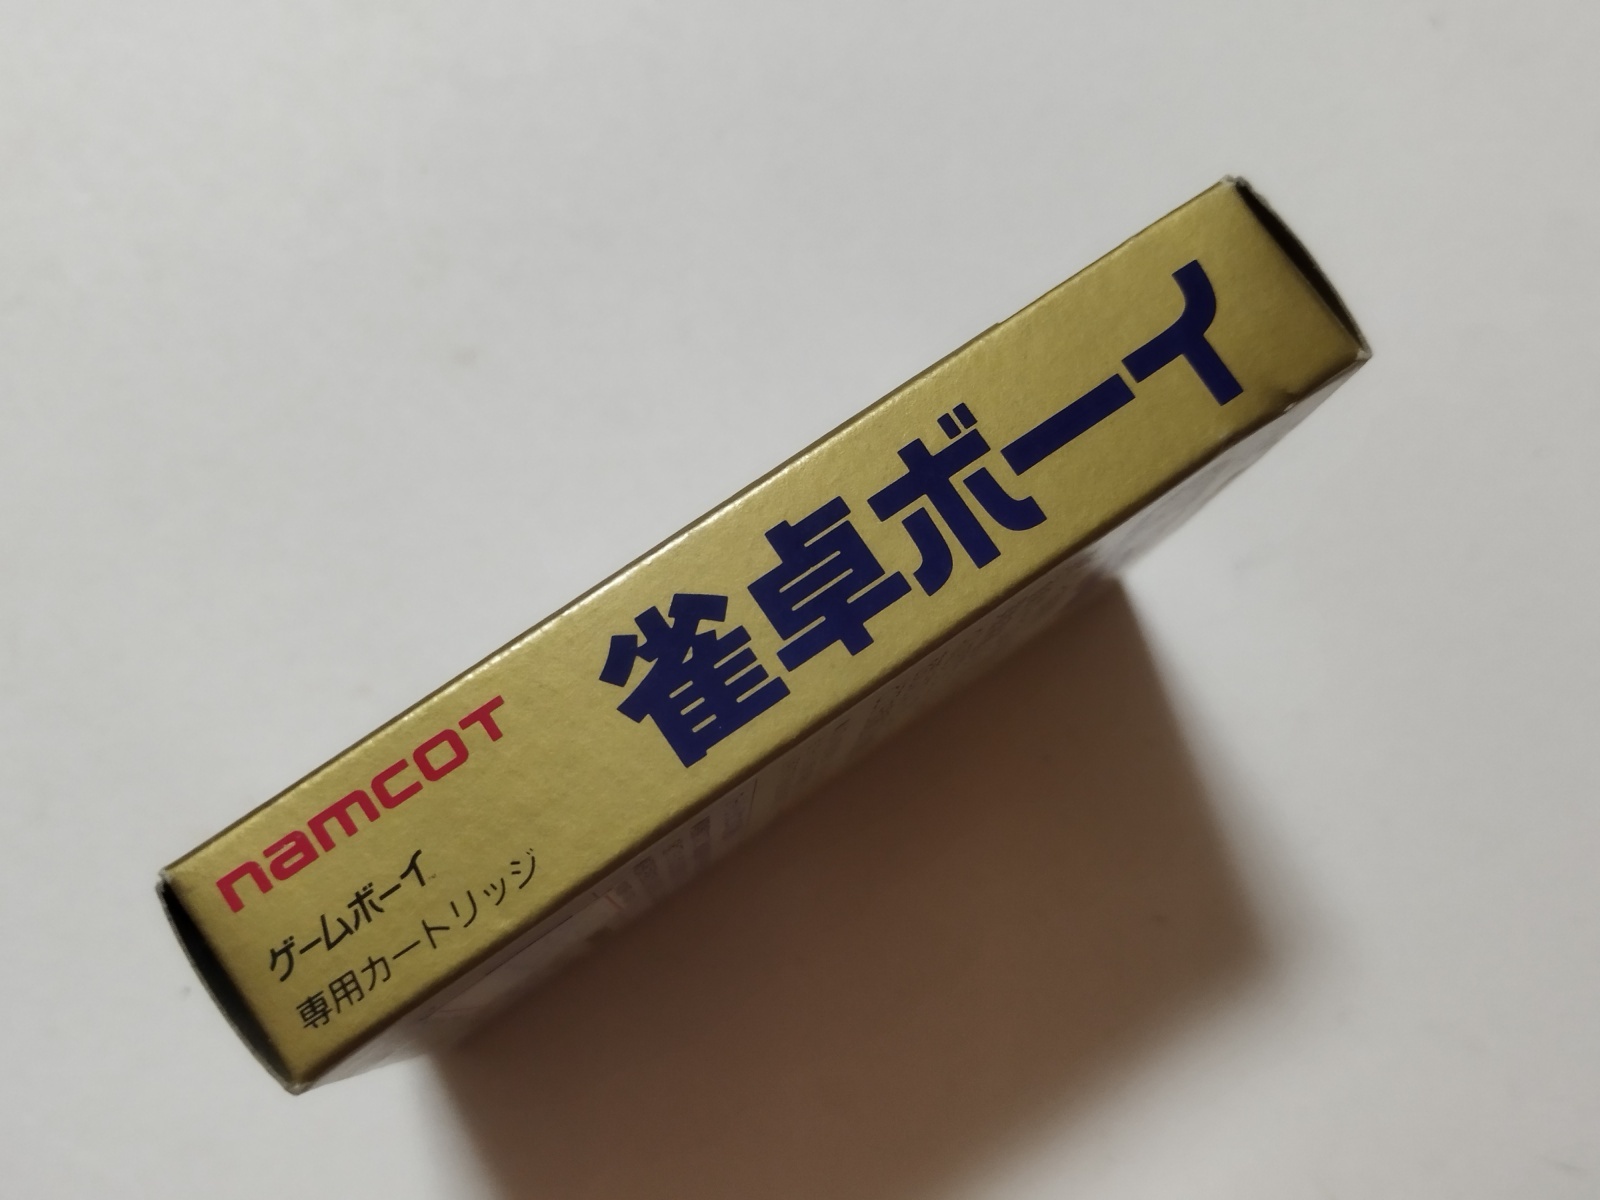 namcot
ゲームボーイ
専用カートリッジ
雀卓ボーイ